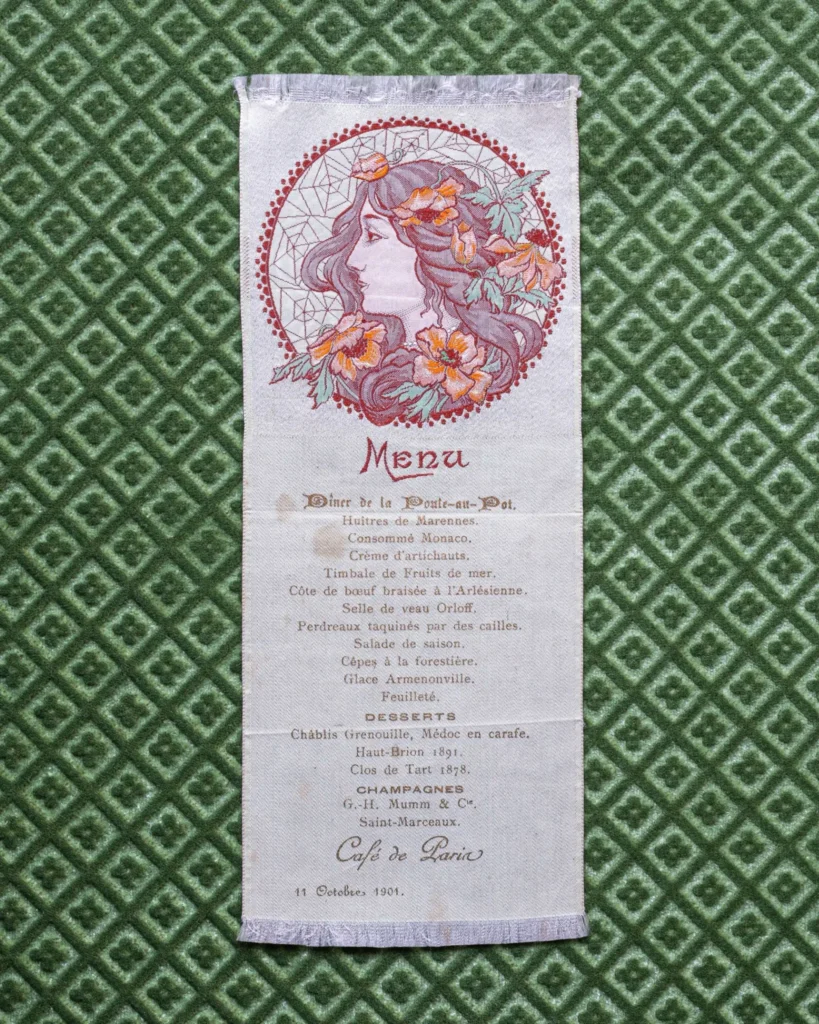 Menu
Dîner de la Poule-au-Pot.
Huîtres de Marennes.
Consommé Monaco.
Crème d'artichauts.
Timbale de Fruits de mer.
Côte de bœuf braisée à l'Arlésienne.
Selle de veau Orloff.
Perdreaux taquinés par des cailles.
Salade de saison.
Cêpes à la forestière.
Glace Armenonville.
Feuilleté.
DESSERTS
Châblis Grenouille, Médoc en carafe.
Haut-Brion 1891.
Clos de Tart 1878.
CHAMPAGNES
G.-H. Mumm & Cie.
Saint-Marceaux.
Café de Paris
11 Octobre 1901.